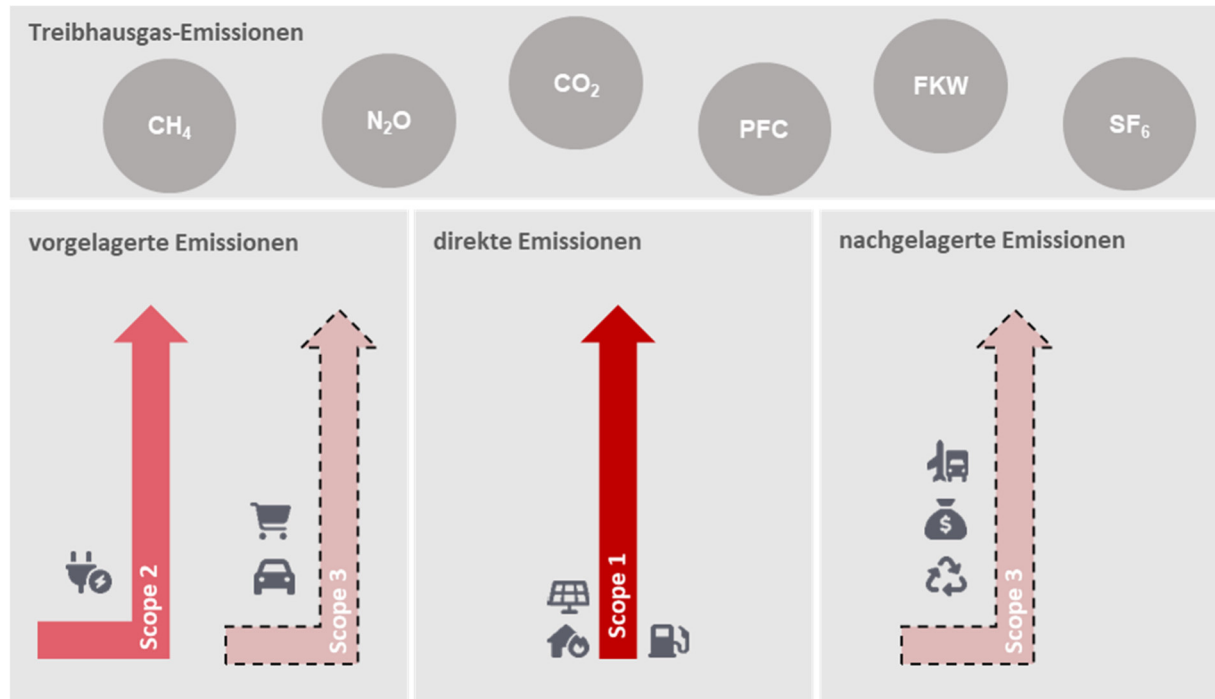 Treibhausgas-Emissionen
CH₄
N₂O
CO₂
PFC
FKW
SF₆
vorgelagerte Emissionen
direkte Emissionen
nachgelagerte Emissionen
Scope 2
Scope 3
Scope 1
Scope 3
$